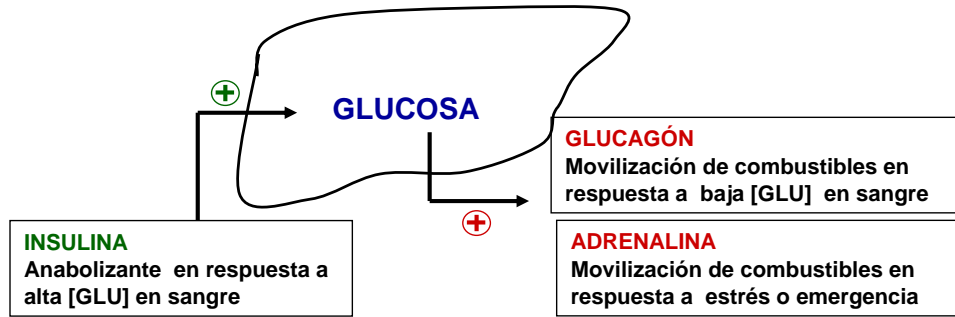 GLUCOSA
GLUCAGÓN
Movilización de combustibles en
respuesta a baja [GLU] en sangre
INSULINA
Anabolizante en respuesta a
alta [GLU] en sangre
ADRENALINA
Movilización de combustibles en
respuesta a estrés o emergencia